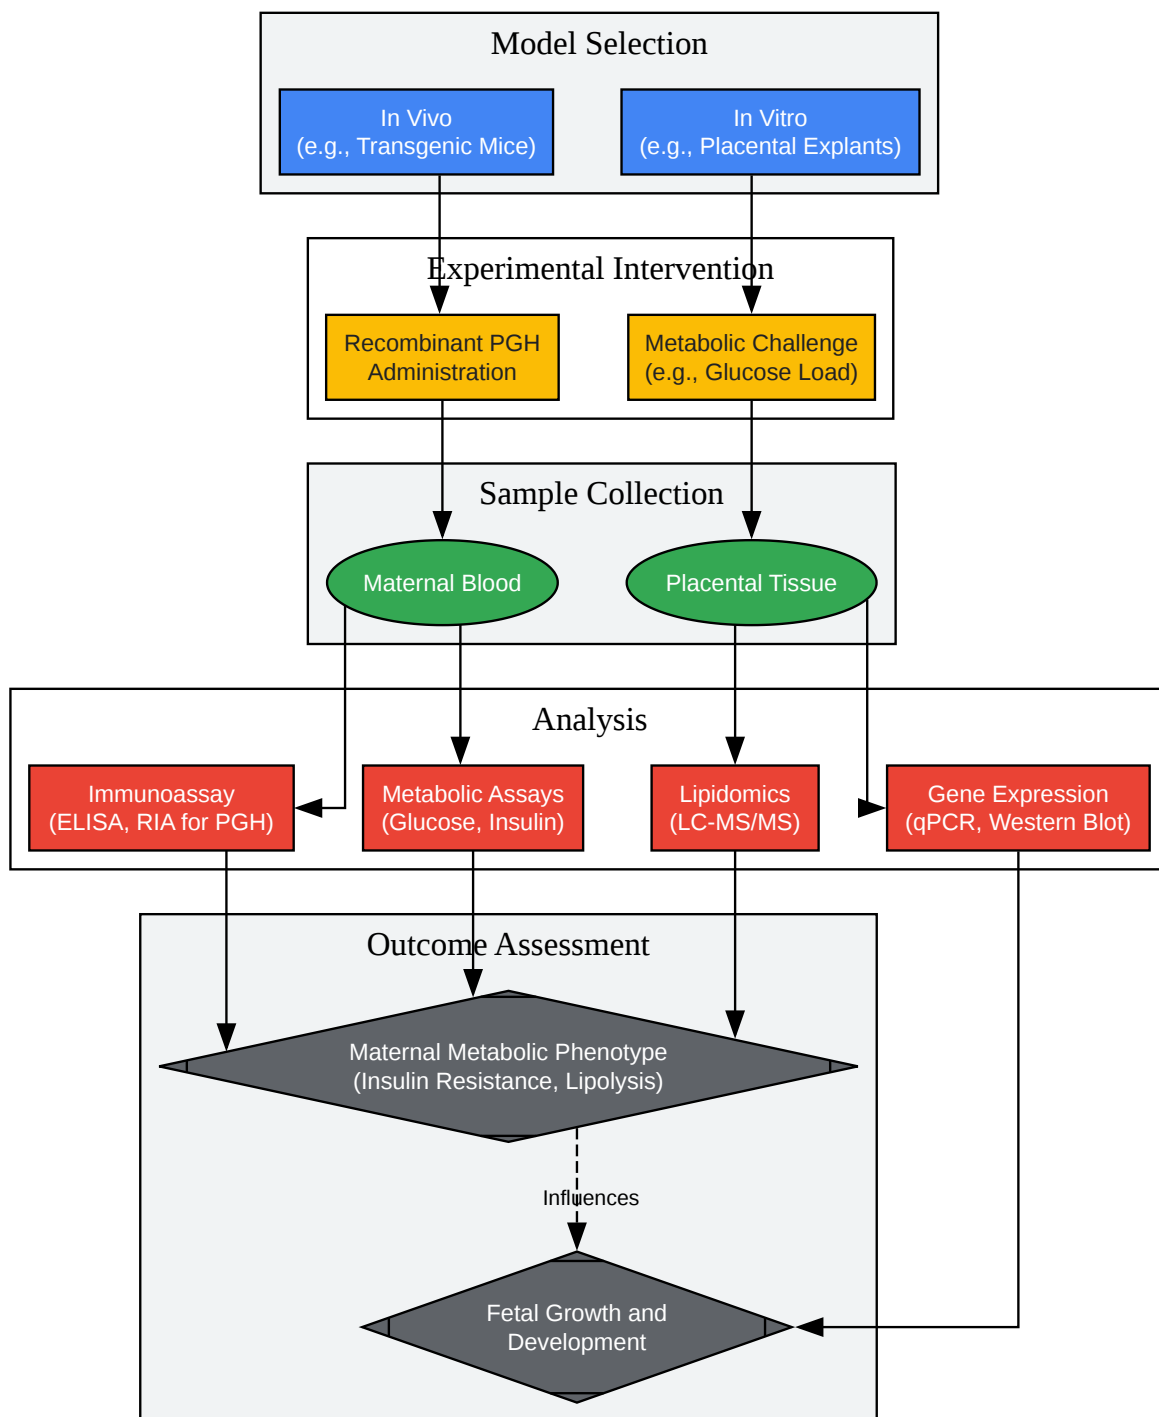 Model Selection
In Vivo
(e.g., Transgenic Mice)
In Vitro
(e.g., Placental Explants)
Experimental Intervention
Recombinant PGH
Administration
Metabolic Challenge
(e.g., Glucose Load)
Sample Collection
Maternal Blood
Placental Tissue
Analysis
Immunoassay
(ELISA, RIA for PGH)
Metabolic Assays
(Glucose, Insulin)
Lipidomics
(LC-MS/MS)
Gene Expression
(qPCR, Western Blot)
Outcome Assessment
Maternal Metabolic Phenotype
(Insulin Resistance, Lipolysis)
Influences
Fetal Growth and
Development